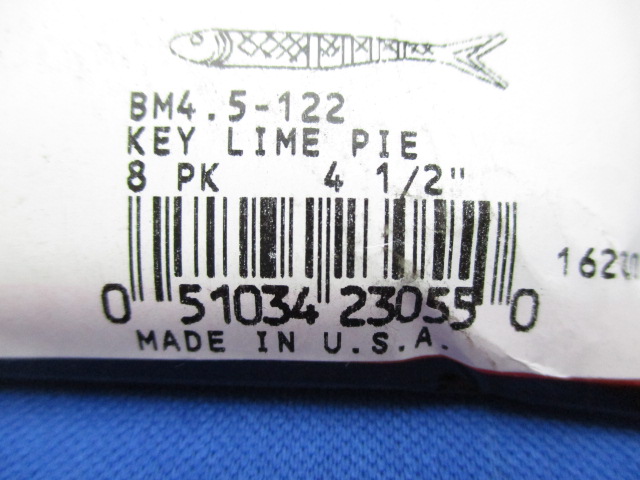 BM4.5-122
KEY LIME PIE
8 PK 4 1/2"
0 51034 23055 0
MADE IN U.S.A.